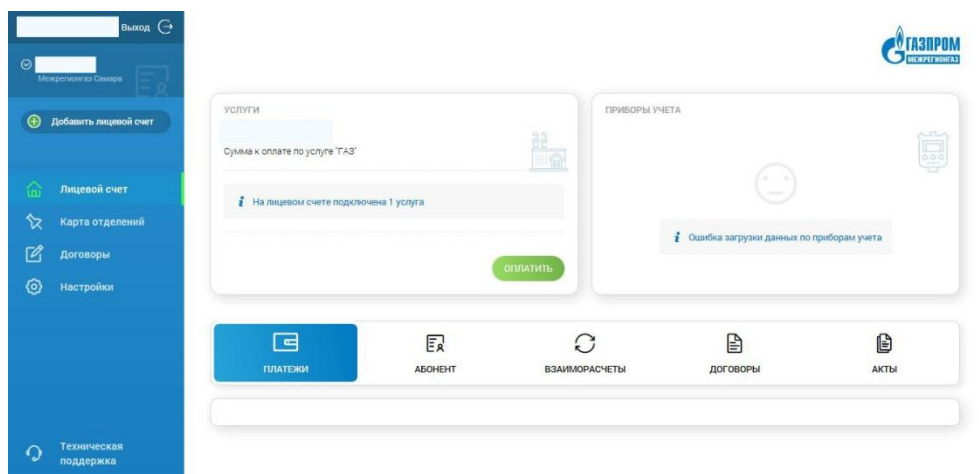 Выход
Межрегионгаз Самара
Добавить лицевой счет
Лицевой счет
Карта отделений
Договоры
Настройки
Техническая
поддержка
ГАЗПРОМ
МЕЖРЕГИОНГАЗ
УСЛУГИ
Сумма к оплате по услуге "ГАЗ"
На лицевом счете подключена 1 услуга
ОПЛАТИТЬ
ПРИБОРЫ УЧЕТА
Ошибка загрузки данных по приборам учета
ПЛАТЕЖИ
АБОНЕНТ
ВЗАИМОРАСЧЕТЫ
ДОГОВОРЫ
АКТЫ